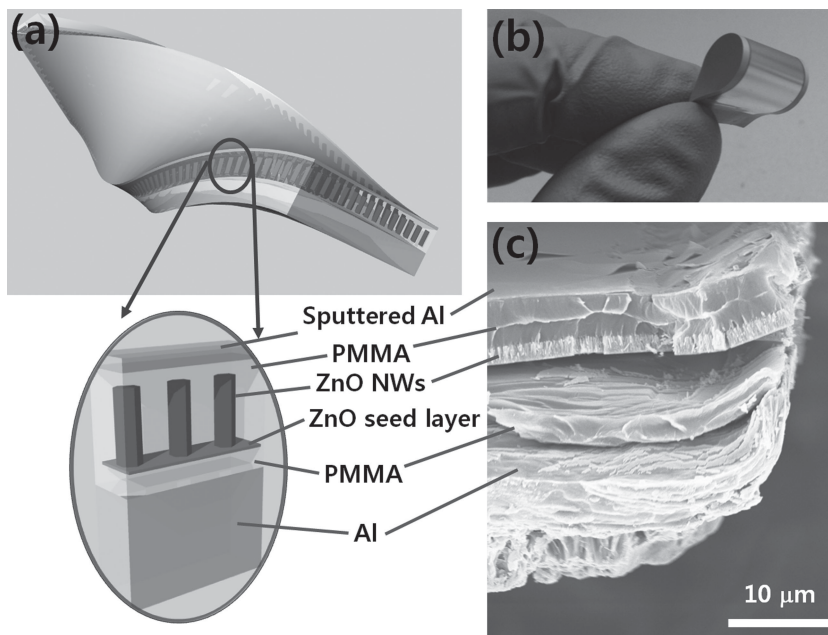 (a)
(b)
(c)
Sputtered Al
PMMA
ZnO NWs
ZnO seed layer
PMMA
Al
10 μm